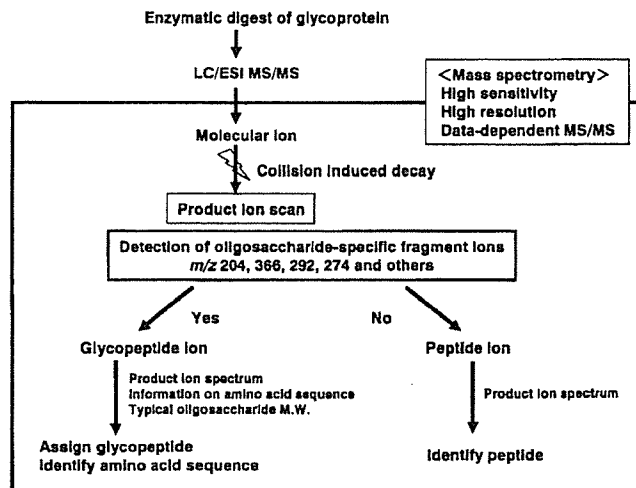 Enzymatic digest of glycoprotein
LC/ESI MS/MS
<Mass spectrometry>
High sensitivity
High resolution
Data-dependent MS/MS
Molecular ion
Collision induced decay
Product ion scan
Detection of oligosaccharide-specific fragment ions
m/z 204, 366, 292, 274 and others
Yes
No
Glycopeptide ion
Peptide ion
Product ion spectrum
Information on amino acid sequence
Typical oligosaccharide M.W.
Product ion spectrum
Assign glycopeptide
Identify amino acid sequence
Identify peptide